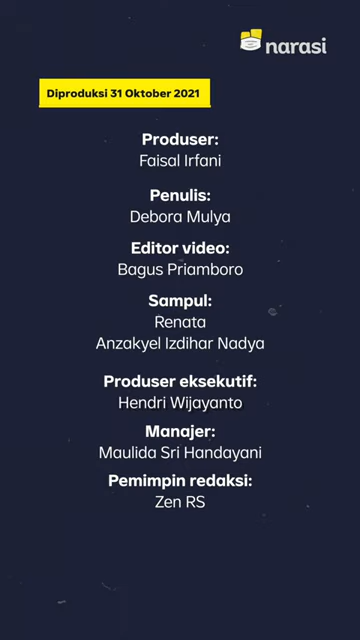 narasi
Diproduksi 31 Oktober 2021
Produser:
Faisal Irfani
Penulis:
Debora Mulya
Editor video:
Bagus Priamboro
Sampul:
Renata
Anzakyel Izdihar Nadya
Produser eksekutif:
Hendri Wijayanto
Manajer:
Maulida Sri Handayani
Pemimpin redaksi:
Zen RS